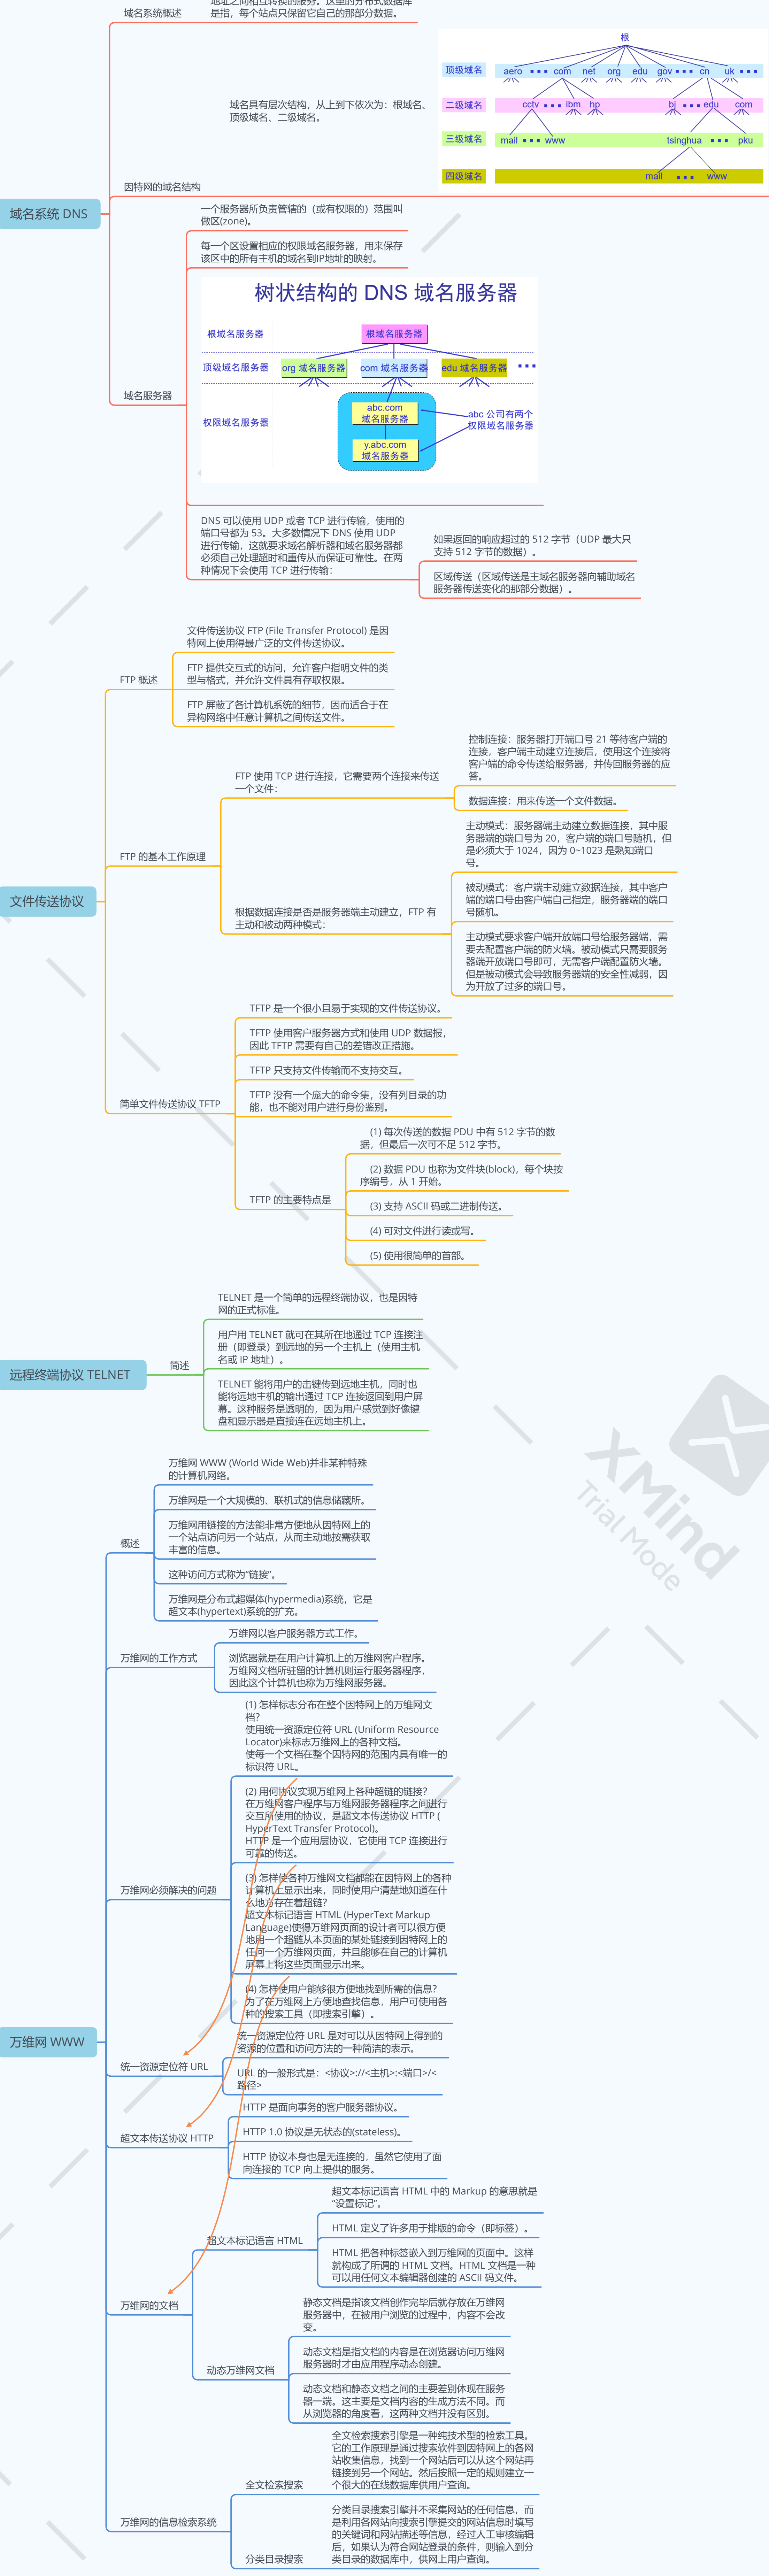 地址之间相互转换的服务。这里的分布式数据库
是指，每个站点只保留它自己的那部分数据。
域名系统概述
域名具有层次结构，从上到下依次为：根域名、
顶级域名、二级域名。
根
顶级域名
aero ▪▪▪ com net org edu gov ▪▪▪ cn uk ▪▪▪
二级域名
cctv ▪▪▪ ibm hp bj ▪▪▪ edu com
三级域名
mail ▪▪▪ www tsinghua ▪▪▪ pku
四级域名
mail ▪▪▪ www
因特网的域名结构
域名系统 DNS
一个服务器所负责管辖的（或有权限的）范围叫
做区(zone)。
每一个区设置相应的权限域名服务器，用来保存
该区中的所有主机的域名到IP地址的映射。
树状结构的 DNS 域名服务器
根域名服务器
根域名服务器
顶级域名服务器
org 域名服务器
com 域名服务器
edu 域名服务器
▪▪▪
域名服务器
权限域名服务器
abc.com
域名服务器
y.abc.com
域名服务器
abc 公司有两个
权限域名服务器
DNS 可以使用 UDP 或者 TCP 进行传输，使用的
端口号都为 53。大多数情况下 DNS 使用 UDP
进行传输，这就要求域名解析器和域名服务器都
必须自己处理超时和重传从而保证可靠性。在两
种情况下会使用 TCP 进行传输：
如果返回的响应超过的 512 字节（UDP 最大只
支持 512 字节的数据）。
区域传送（区域传送是主域名服务器向辅助域名
服务器传送变化的那部分数据）。
文件传送协议 FTP (File Transfer Protocol) 是因
特网上使用得最广泛的文件传送协议。
FTP 概述
FTP 提供交互式的访问，允许客户指明文件的类
型与格式，并允许文件具有存取权限。
FTP 屏蔽了各计算机系统的细节，因而适合于在
异构网络中任意计算机之间传送文件。
控制连接：服务器打开端口号 21 等待客户端的
连接，客户端主动建立连接后，使用这个连接将
客户端的命令传送给服务器，并传回服务器的应
答。
FTP 使用 TCP 进行连接，它需要两个连接来传送
一个文件：
数据连接：用来传送一个文件数据。
FTP 的基本工作原理
主动模式：服务器端主动建立数据连接，其中服
务器端的端口号为 20，客户端的端口号随机，但
是必须大于 1024，因为 0~1023 是熟知端口
号。
文件传送协议
被动模式：客户端主动建立数据连接，其中客户
端的端口号由客户端自己指定，服务器端的端口
号随机。
根据数据连接是否是服务器端主动建立，FTP 有
主动和被动两种模式：
主动模式要求客户端开放端口号给服务器端，需
要去配置客户端的防火墙。被动模式只需要服务
器端开放端口号即可，无需客户端配置防火墙。
但是被动模式会导致服务器端的安全性减弱，因
为开放了过多的端口号。
TFTP 是一个很小且易于实现的文件传送协议。
TFTP 使用客户服务器方式和使用 UDP 数据报，
因此 TFTP 需要有自己的差错改正措施。
TFTP 只支持文件传输而不支持交互。
简单文件传送协议 TFTP
TFTP 没有一个庞大的命令集，没有列目录的功
能，也不能对用户进行身份鉴别。
(1) 每次传送的数据 PDU 中有 512 字节的数
据，但最后一次可不足 512 字节。
(2) 数据 PDU 也称为文件块(block)，每个块按
序编号，从 1 开始。
TFTP 的主要特点是
(3) 支持 ASCII 码或二进制传送。
(4) 可对文件进行读或写。
(5) 使用很简单的首部。
TELNET 是一个简单的远程终端协议，也是因特
网的正式标准。
远程终端协议 TELNET
简述
用户用 TELNET 就可在其所在地通过 TCP 连接注
册（即登录）到远地的另一个主机上（使用主机
名或 IP 地址）。
TELNET 能将用户的击键传到远地主机，同时也
能将远地主机的输出通过 TCP 连接返回到用户屏
幕。这种服务是透明的，因为用户感觉到好像键
盘和显示器是直接连在远地主机上。
XMind
Trial Mode
万维网 WWW (World Wide Web)并非某种特殊
的计算机网络。
万维网是一个大规模的、联机式的信息储藏所。
概述
万维网用链接的方法能非常方便地从因特网上的
一个站点访问另一个站点，从而主动地按需获取
丰富的信息。
这种访问方式称为“链接”。
万维网是分布式超媒体(hypermedia)系统，它是
超文本(hypertext)系统的扩充。
万维网以客户服务器方式工作。
万维网的工作方式
浏览器就是在用户计算机上的万维网客户程序。
万维网文档所驻留的计算机则运行服务器程序，
因此这个计算机也称为万维网服务器。
(1) 怎样标志分布在整个因特网上的万维网文
档？
使用统一资源定位符 URL (Uniform Resource
Locator)来标志万维网上的各种文档。
使每一个文档在整个因特网的范围内具有唯一的
标识符 URL。
(2) 用何协议实现万维网上各种超链的链接？
在万维网客户程序与万维网服务器程序之间进行
交互所使用的协议，是超文本传送协议 HTTP (
HyperText Transfer Protocol)。
HTTP 是一个应用层协议，它使用 TCP 连接进行
可靠的传送。
万维网必须解决的问题
(3) 怎样使各种万维网文档都能在因特网上的各种
计算机上显示出来，同时使用户清楚地知道在什
么地方存在着超链？
超文本标记语言 HTML (HyperText Markup
Language)使得万维网页面的设计者可以很方便
地用一个超链从本页面的某处链接到因特网上的
任何一个万维网页面，并且能够在自己的计算机
屏幕上将这些页面显示出来。
(4) 怎样使用户能够很方便地找到所需的信息？
为了在万维网上方便地查找信息，用户可使用各
种的搜索工具（即搜索引擎）。
万维网 WWW
统一资源定位符 URL
统一资源定位符 URL 是对可以从因特网上得到的
资源的位置和访问方法的一种简洁的表示。
URL 的一般形式是：<协议>://<主机>:<端口>/<
路径>
HTTP 是面向事务的客户服务器协议。
超文本传送协议 HTTP
HTTP 1.0 协议是无状态的(stateless)。
HTTP 协议本身也是无连接的，虽然它使用了面
向连接的 TCP 向上提供的服务。
超文本标记语言 HTML 中的 Markup 的意思就是
“设置标记”。
超文本标记语言 HTML
HTML 定义了许多用于排版的命令（即标签）。
HTML 把各种标签嵌入到万维网的页面中。这样
就构成了所谓的 HTML 文档。HTML 文档是一种
可以用任何文本编辑器创建的 ASCII 码文件。
万维网的文档
静态文档是指该文档创作完毕后就存放在万维网
服务器中，在被用户浏览的过程中，内容不会改
变。
动态万维网文档
动态文档是指文档的内容是在浏览器访问万维网
服务器时才由应用程序动态创建。
动态文档和静态文档之间的主要差别体现在服务
器一端。这主要是文档内容的生成方法不同。而
从浏览器的角度看，这两种文档并没有区别。
全文检索搜索引擎是一种纯技术型的检索工具。
它的工作原理是通过搜索软件到因特网上的各网
站收集信息，找到一个网站后可以从这个网站再
链接到另一个网站。然后按照一定的规则建立一
个很大的在线数据库供用户查询。
全文检索搜索
万维网的信息检索系统
分类目录搜索引擎并不采集网站的任何信息，而
是利用各网站向搜索引擎提交的网站信息时填写
的关键词和网站描述等信息，经过人工审核编辑
后，如果认为符合网站登录的条件，则输入到分
类目录的数据库中，供网上用户查询。
分类目录搜索